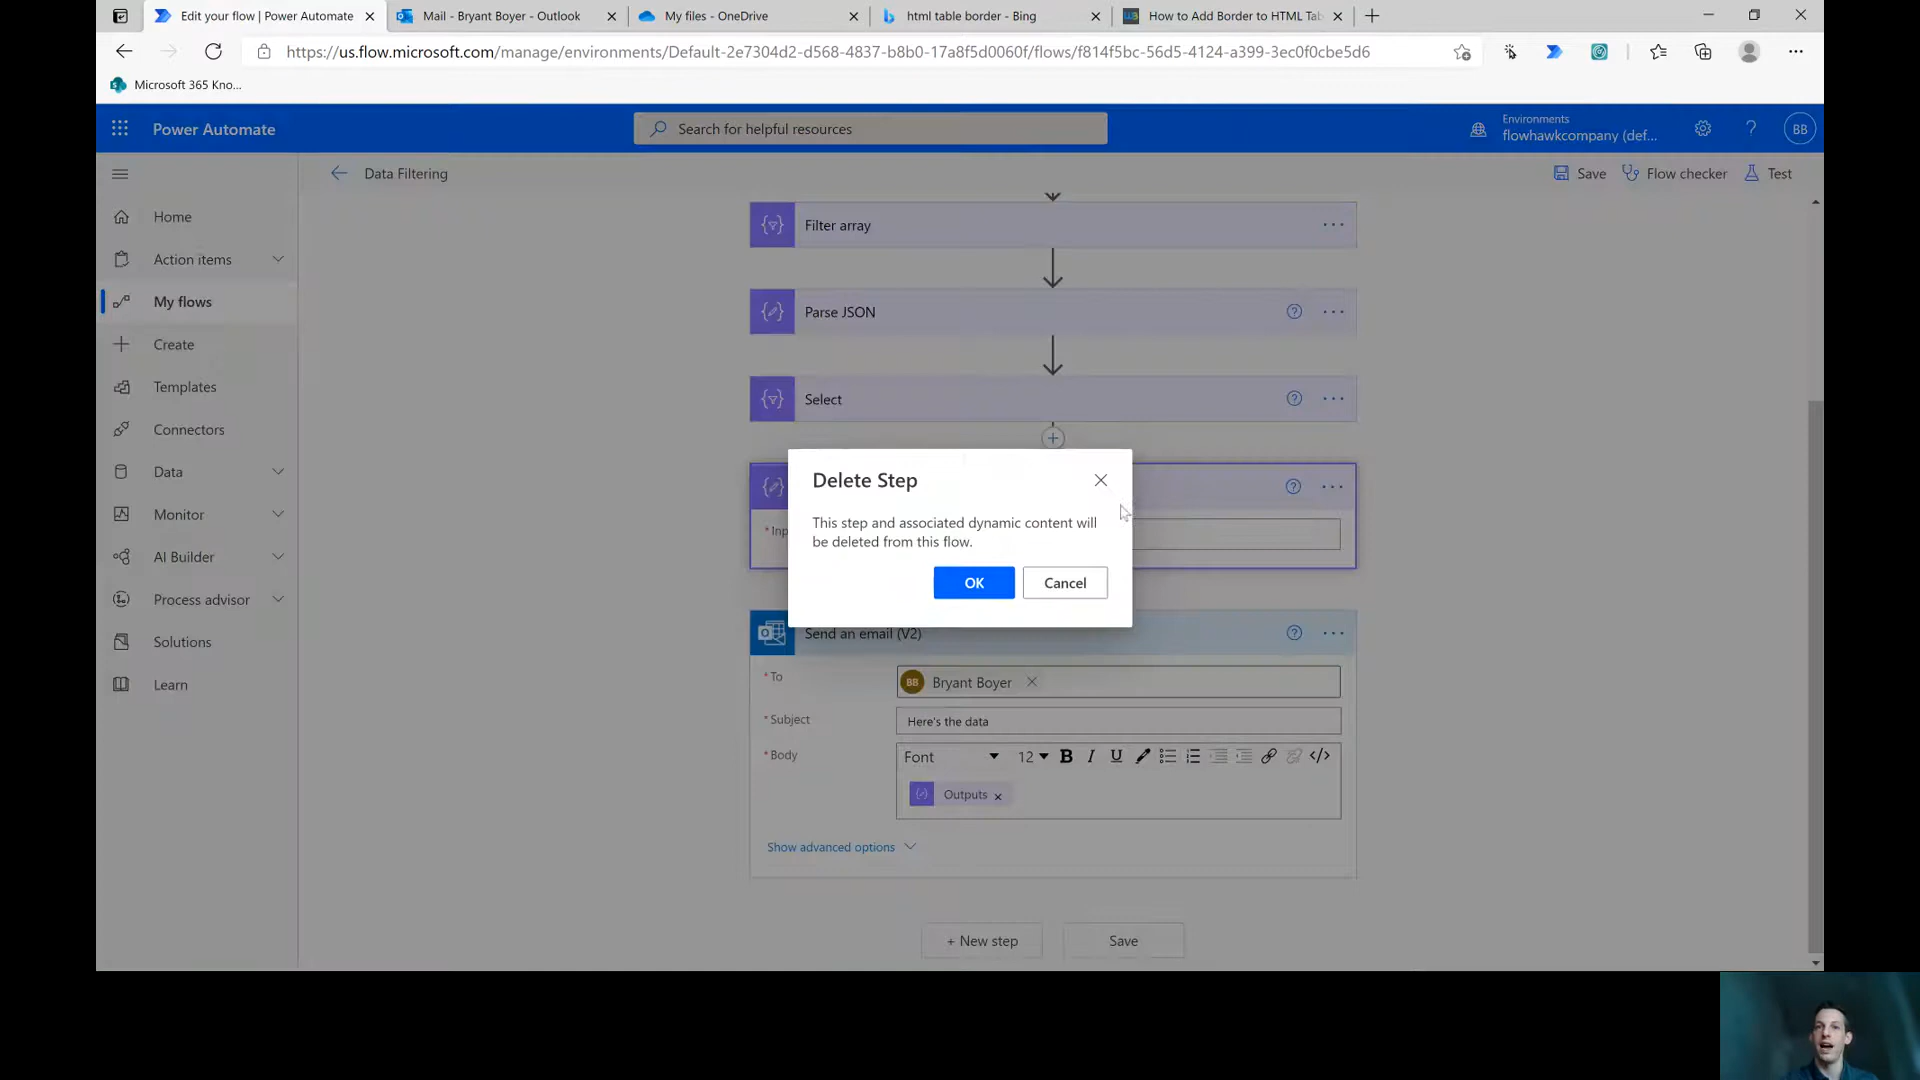 Edit your flow | Power Automate
Mail - Bryant Boyer - Outlook
My files - OneDrive
html table border - Bing
How to Add Border to HTML Tab
https://us.flow.microsoft.com/manage/environments/Default-2e7304d2-d568-4837-b8b0-17a8f5d0060f/flows/f814f5bc-56d5-4124-a399-3ec0f0cbe5d6
Microsoft 365 Kno...
Power Automate
Search for helpful resources
Environments
flowhawkcompany (def...
?
BB
Data Filtering
Save
Flow checker
Test
Home
Action items
My flows
Create
Templates
Connectors
Data
Monitor
AI Builder
Process advisor
Solutions
Learn
Filter array
Parse JSON
Select
Delete Step
This step and associated dynamic content will
be deleted from this flow.
OK
Cancel
* Inp
Send an email (V2)
* To
BB Bryant Boyer
* Subject
Here's the data
* Body
Font
12
B I U
</>
Outputs
Show advanced options
+ New step
Save